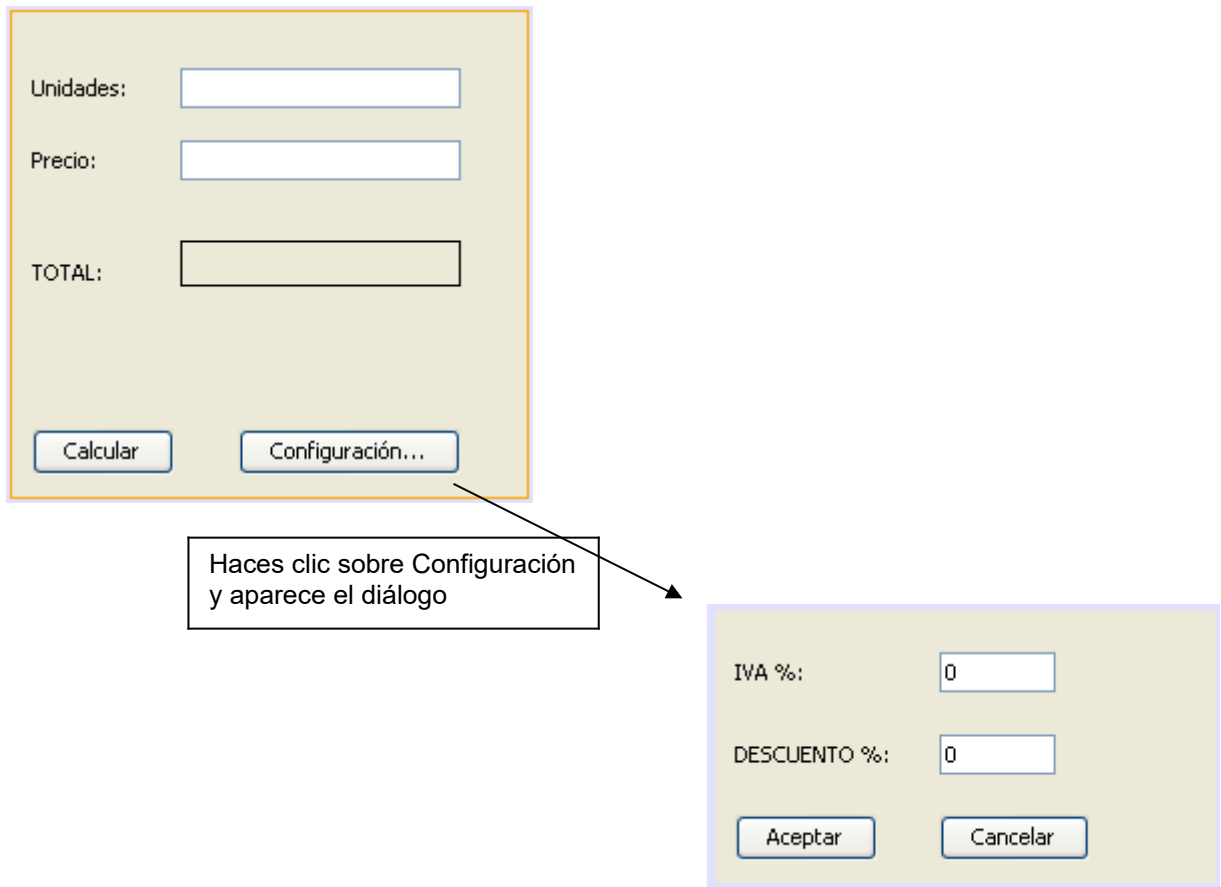 Unidades:
Precio:
TOTAL:
Calcular Configuración...
Haces clic sobre Configuración
y aparece el diálogo
IVA %: 0
DESCUENTO %: 0
Aceptar Cancelar